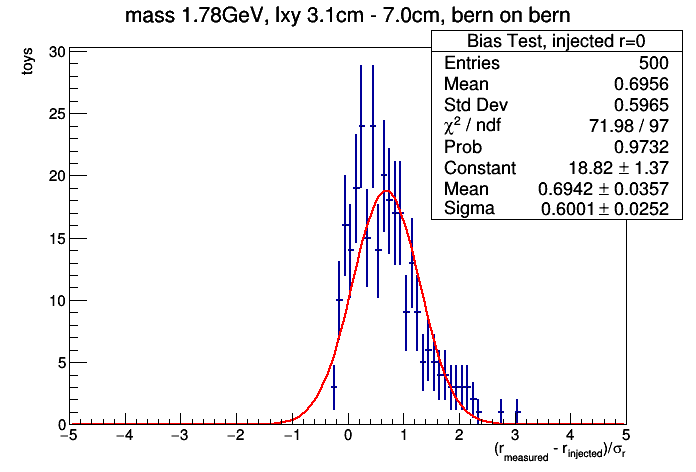 mass 1.78GeV, lxy 3.1cm - 7.0cm, bern on bern
Bias Test, injected r=0
Entries 500
Mean 0.6956
Std Dev 0.5965
χ² / ndf 71.98 / 97
Prob 0.9732
Constant 18.82 ± 1.37
Mean 0.6942 ± 0.0357
Sigma 0.6001 ± 0.0252
toys
30
25
20
15
10
5
0
−5 −4 −3 −2 −1 0 1 2 3 4 5
(r_measured - r_injected)/σ_r